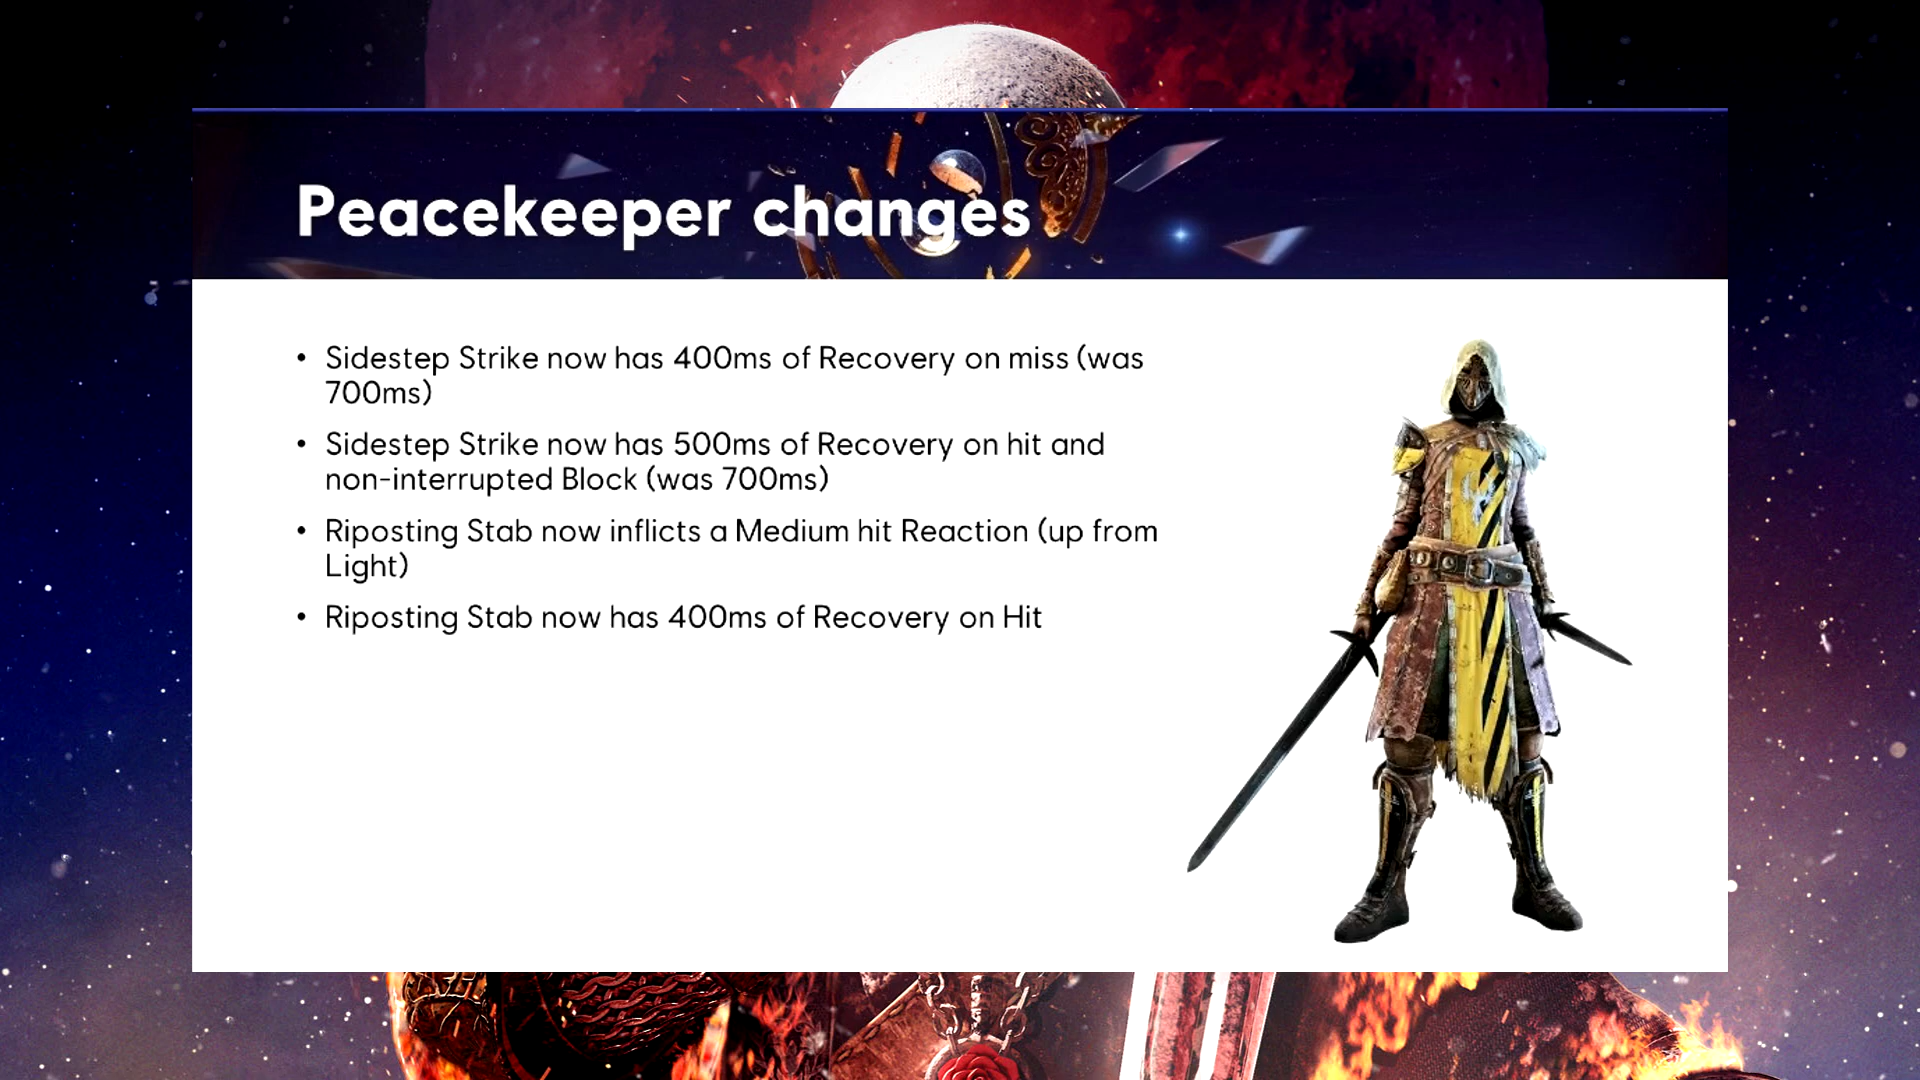 Peacekeeper changes
• Sidestep Strike now has 400ms of Recovery on miss (was
700ms)
• Sidestep Strike now has 500ms of Recovery on hit and
non-interrupted Block (was 700ms)
• Riposting Stab now inflicts a Medium hit Reaction (up from
Light)
• Riposting Stab now has 400ms of Recovery on Hit